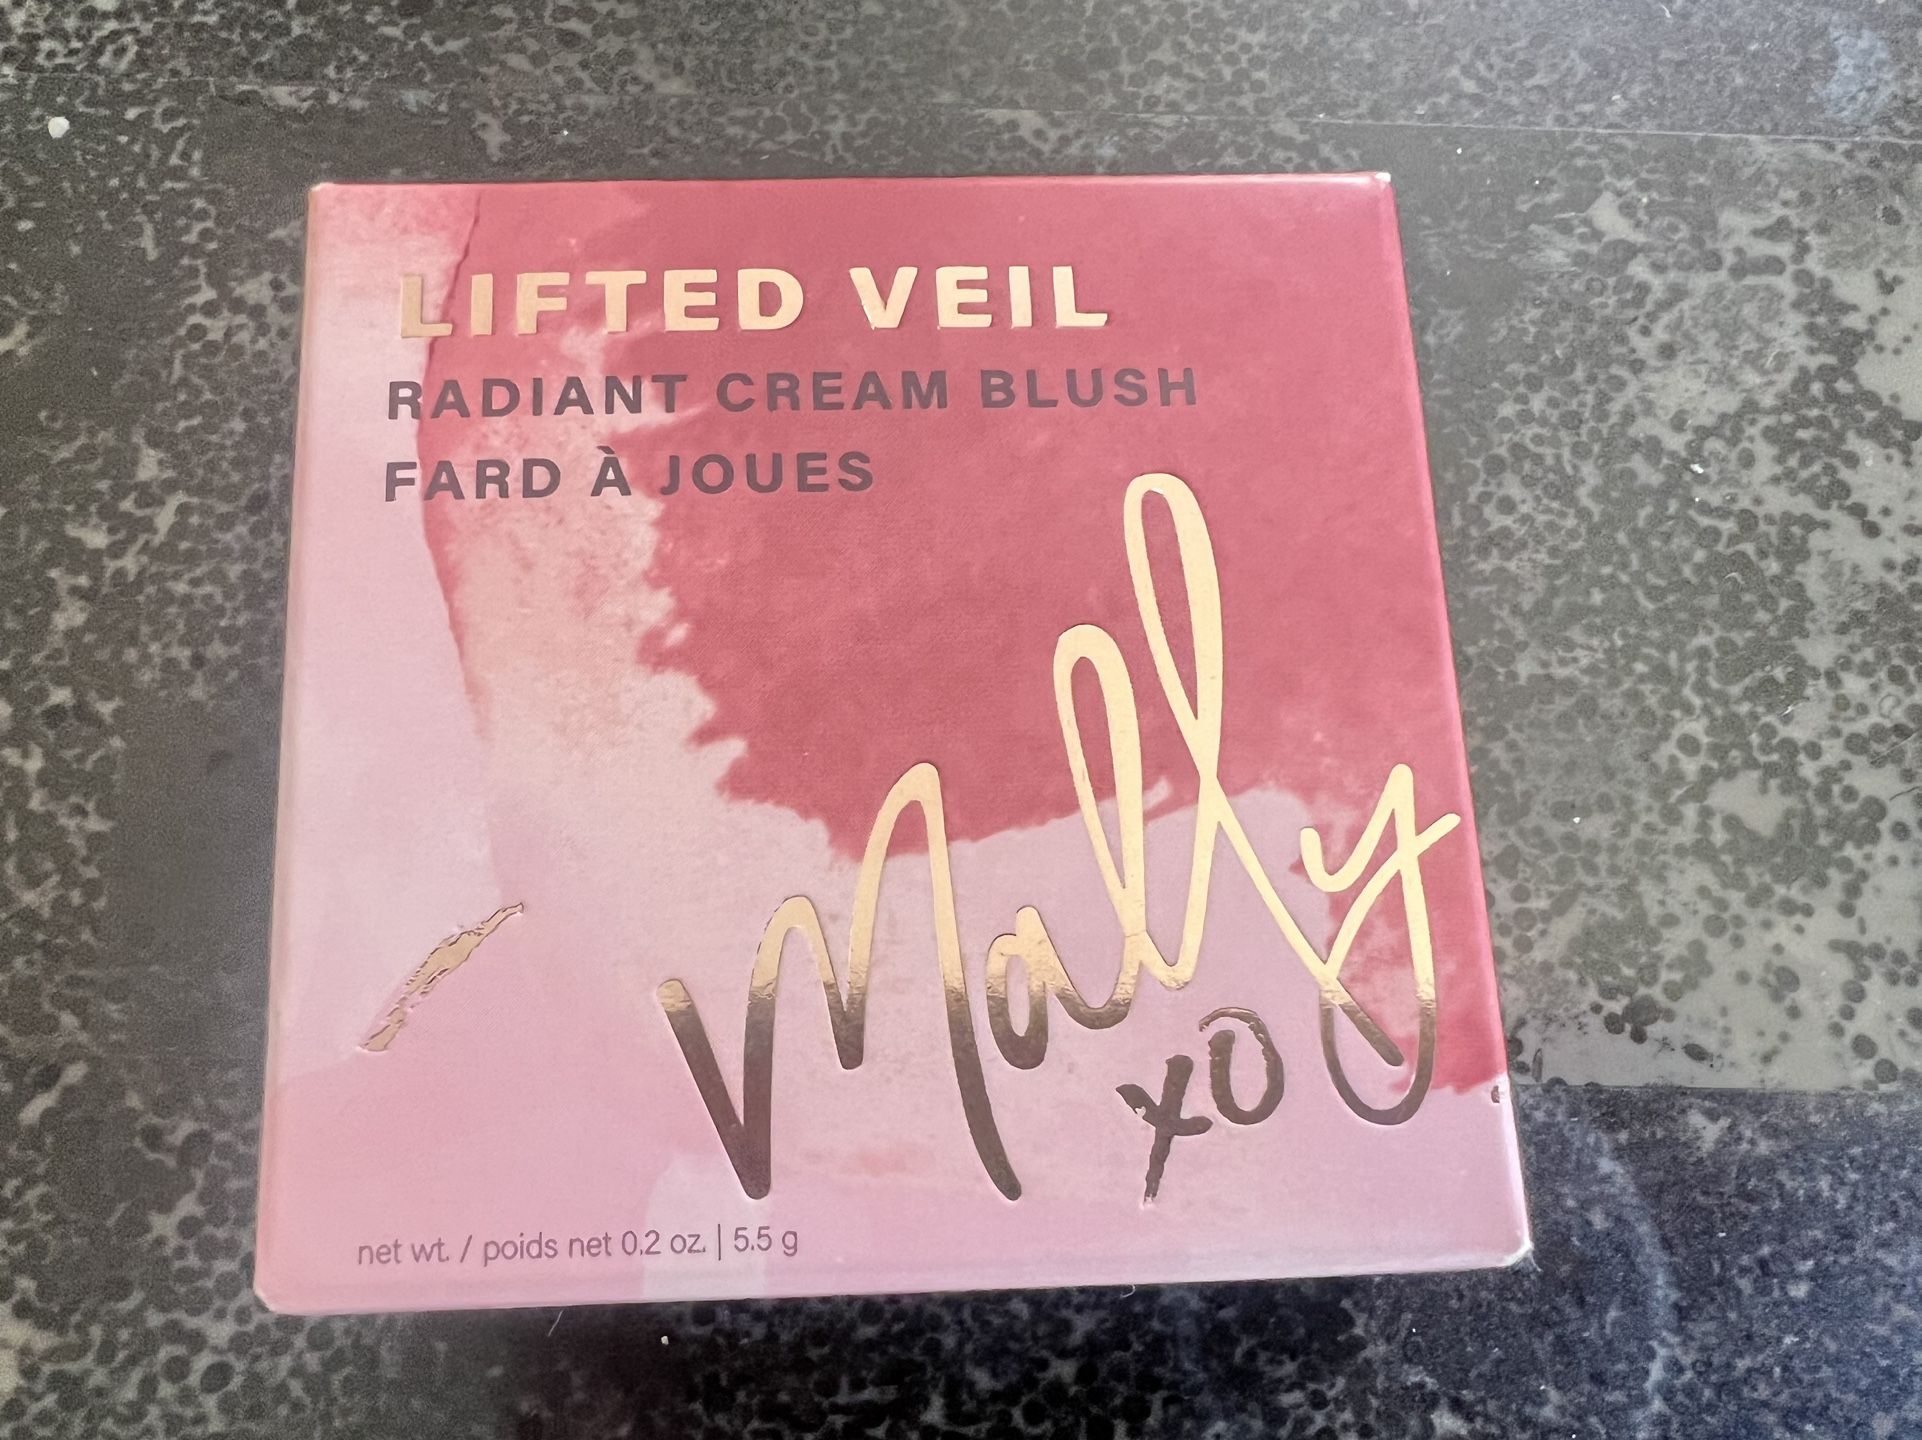 LIFTED VEIL
RADIANT CREAM BLUSH
FARD À JOUES
Mally
xo
net wt. / poids net 0.2 oz. | 5.5 g